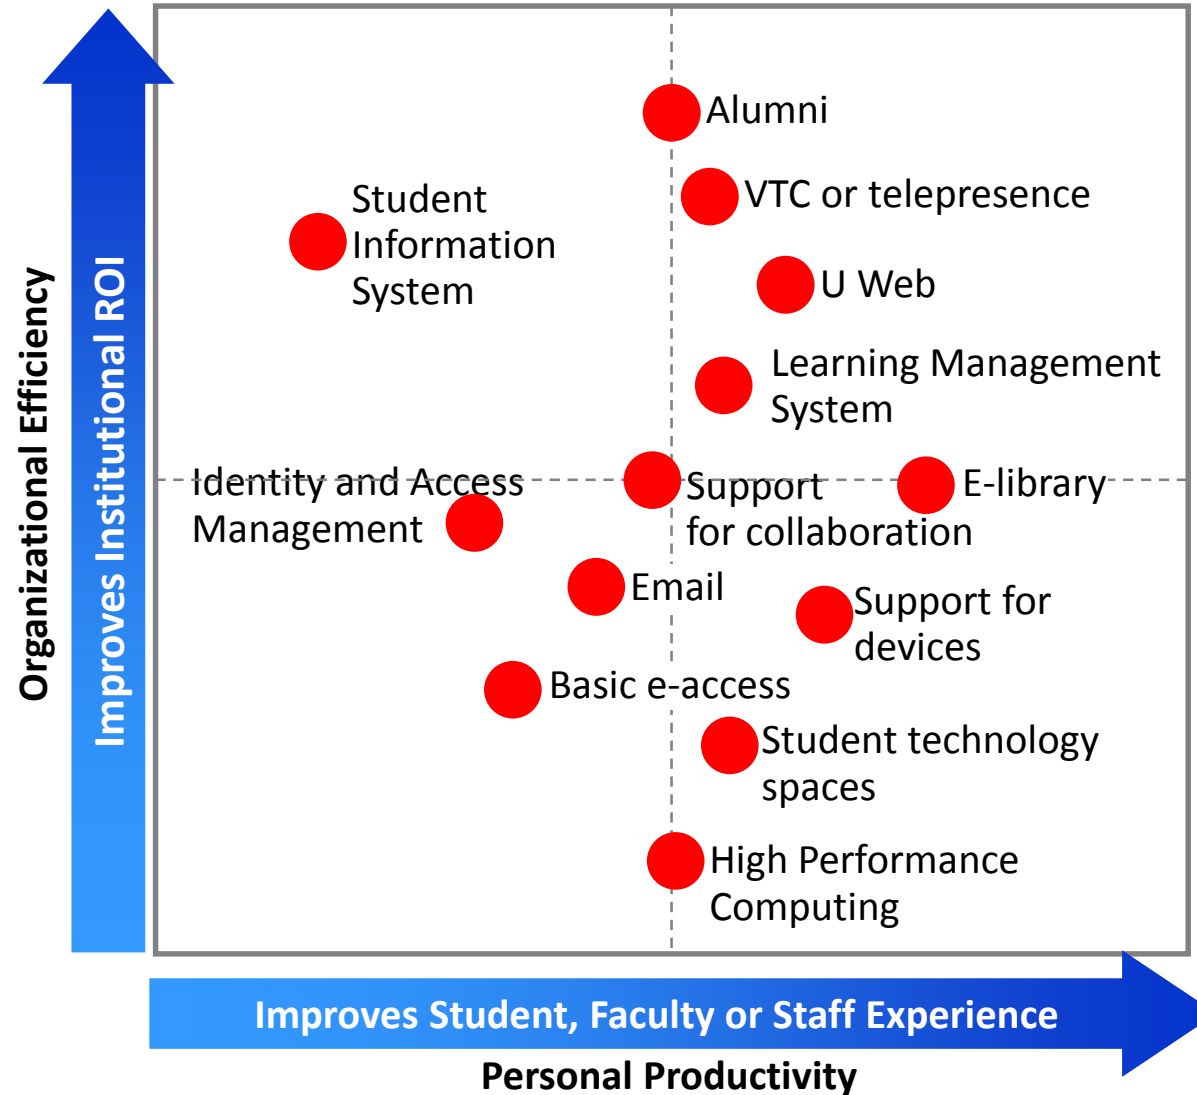 Organizational Efficiency
Improves Institutional ROI
Alumni
VTC or telepresence
Student
Information
System
U Web
Learning Management
System
Identity and Access
Management
Support
for collaboration
E-library
Email
Support for
devices
Basic e-access
Student technology
spaces
High Performance
Computing
Improves Student, Faculty or Staff Experience
Personal Productivity